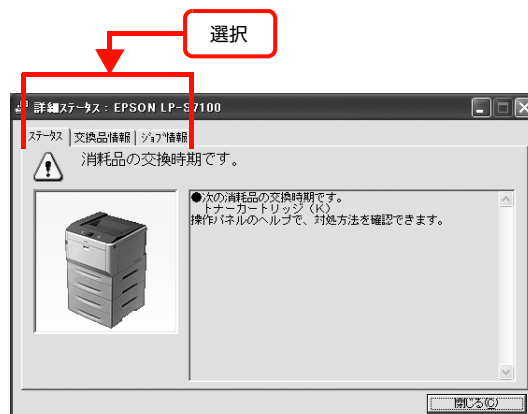 選択
詳細ステータス：EPSON LP-S7100
ステータス 交換品情報 ジョブ情報
消耗品の交換時期です。
●次の消耗品の交換時期です。
トナーカートリッジ（K）
操作パネルのヘルプで、対処方法を確認できます。
閉じる(C)